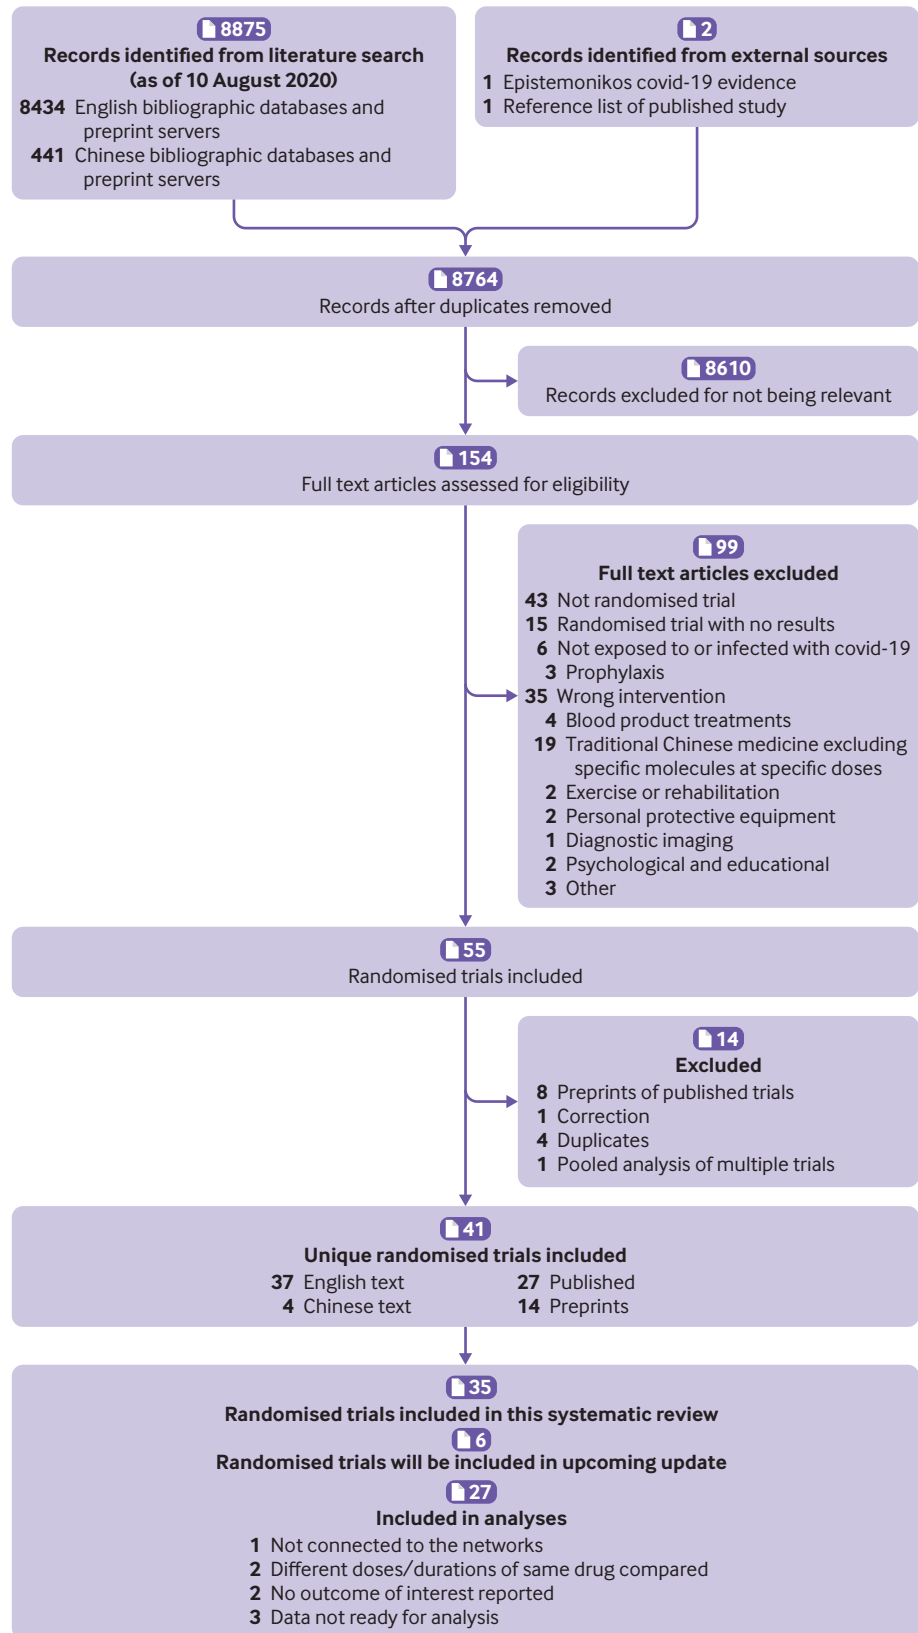 8875
Records identified from literature search
(as of 10 August 2020)
8434 English bibliographic databases and
preprint servers
441 Chinese bibliographic databases and
preprint servers
2
Records identified from external sources
1 Epistemonikos covid-19 evidence
1 Reference list of published study
8764
Records after duplicates removed
8610
Records excluded for not being relevant
154
Full text articles assessed for eligibility
99
Full text articles excluded
43 Not randomised trial
15 Randomised trial with no results
6 Not exposed to or infected with covid-19
3 Prophylaxis
35 Wrong intervention
4 Blood product treatments
19 Traditional Chinese medicine excluding
specific molecules at specific doses
2 Exercise or rehabilitation
2 Personal protective equipment
1 Diagnostic imaging
2 Psychological and educational
3 Other
55
Randomised trials included
14
Excluded
8 Preprints of published trials
1 Correction
4 Duplicates
1 Pooled analysis of multiple trials
41
Unique randomised trials included
37 English text 27 Published
4 Chinese text 14 Preprints
35
Randomised trials included in this systematic review
6
Randomised trials will be included in upcoming update
27
Included in analyses
1 Not connected to the networks
2 Different doses/durations of same drug compared
2 No outcome of interest reported
3 Data not ready for analysis